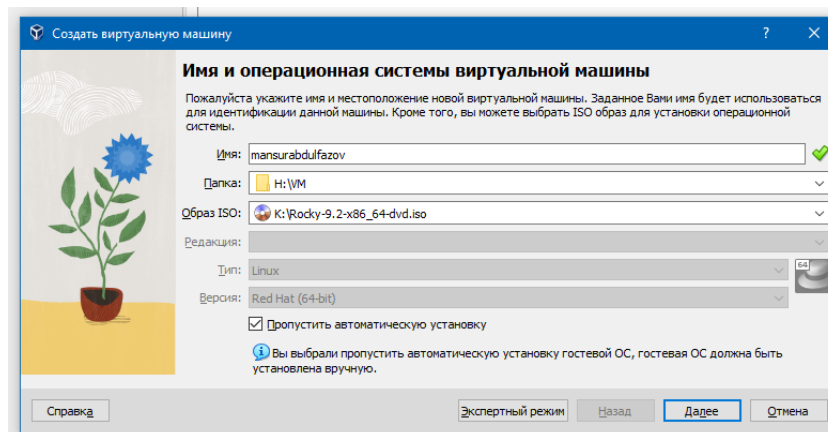 Создать виртуальную машину
?
Имя и операционная системы виртуальной машины
Пожалуйста укажите имя и местоположение новой виртуальной машины. Заданное Вами имя будет использоваться
для идентификации данной машины. Кроме того, вы можете выбрать ISO образ для установки операционной
системы.
Имя: mansurabdulfazov
Папка: H:\VM
Образ ISO: K:\Rocky-9.2-x86_64-dvd.iso
Редакция:
Тип: Linux
64
Версия: Red Hat (64-bit)
Пропустить автоматическую установку
Вы выбрали пропустить автоматическую установку гостевой ОС, гостевая ОС должна быть
установлена вручную.
Справка Экспертный режим Назад Далее Отмена